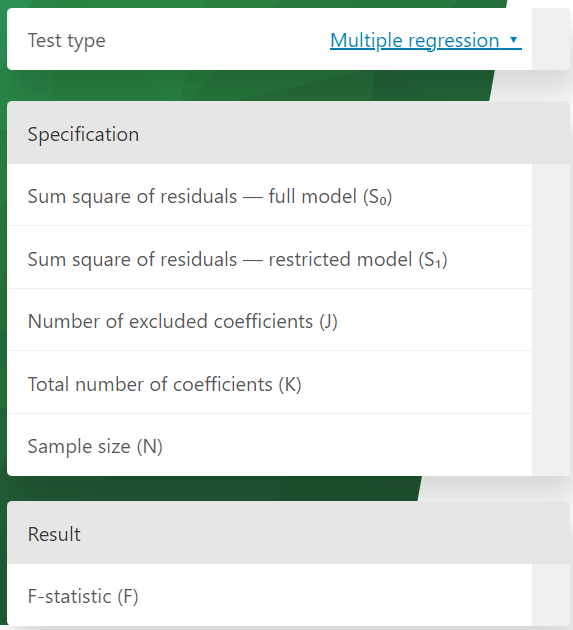 Test type Multiple regression ▼
Specification
Sum square of residuals — full model (S₀)
Sum square of residuals — restricted model (S₁)
Number of excluded coefficients (J)
Total number of coefficients (K)
Sample size (N)
Result
F-statistic (F)